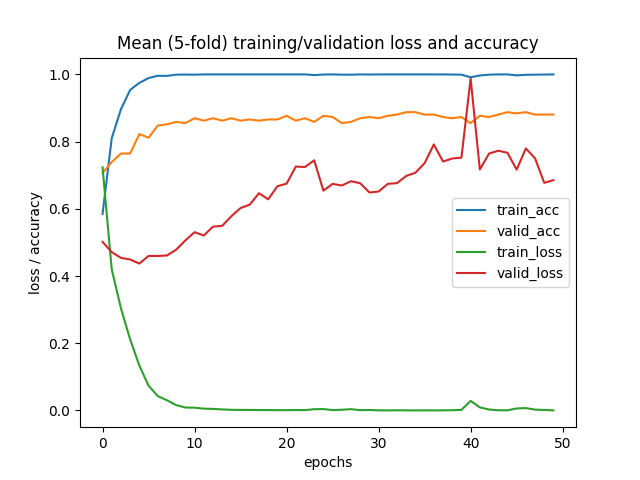 Mean (5-fold) training/validation loss and accuracy
loss / accuracy
1.0
0.8
0.6
0.4
0.2
0.0
train_acc
valid_acc
train_loss
valid_loss
0 10 20 30 40 50
epochs